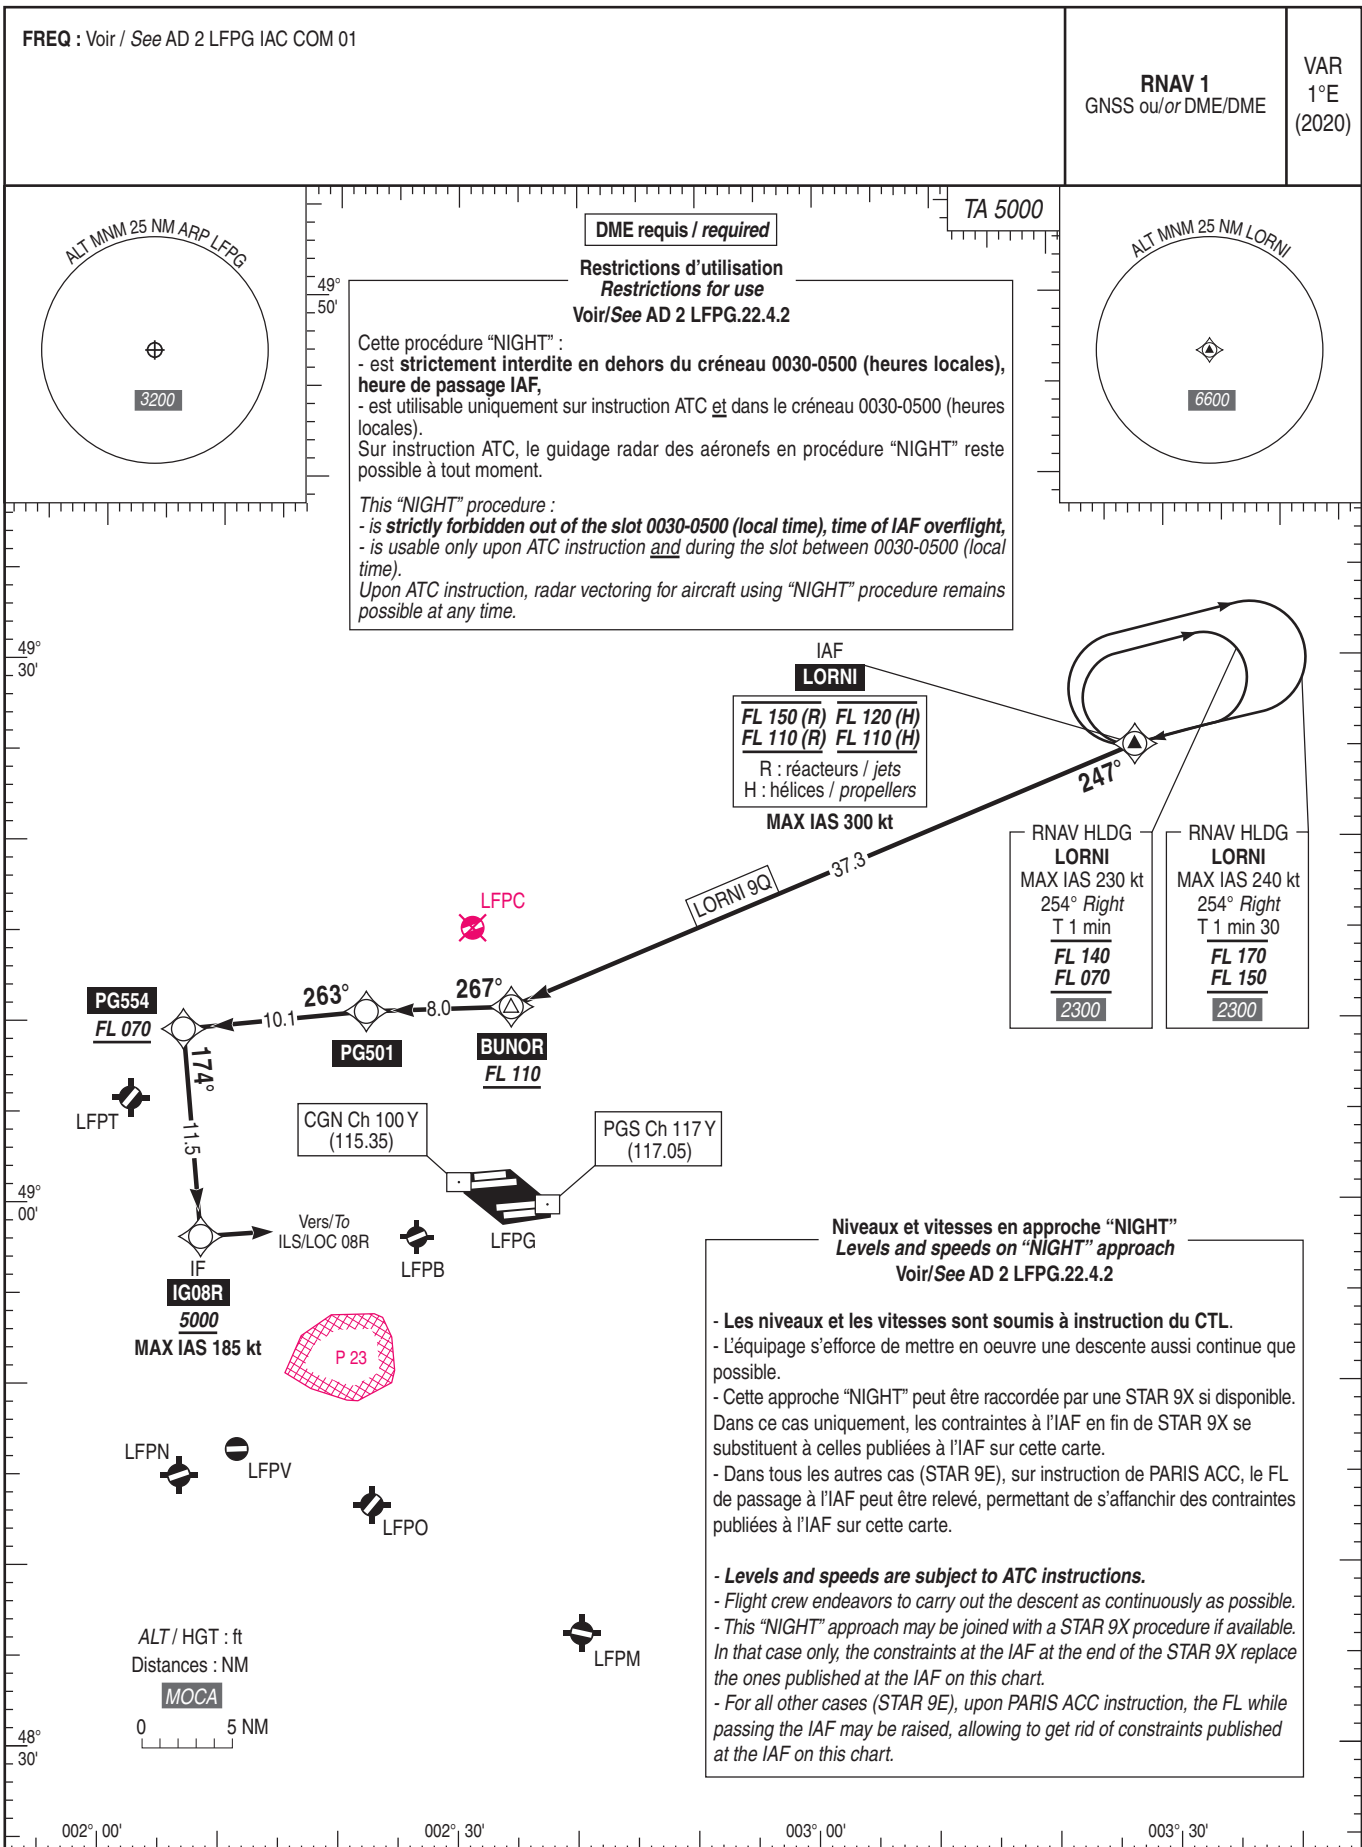 FREQ : Voir / See AD 2 LFPG IAC COM 01
RNAV 1
GNSS ou/or DME/DME
VAR
1°E
(2020)
ALT MNM 25 NM ARP LFPG
3200
DME requis / required
TA 5000
ALT MNM 25 NM LORNI
6600
Restrictions d'utilisation
Restrictions for use
Voir/See AD 2 LFPG.22.4.2
Cette procédure “NIGHT” :
- est strictement interdite en dehors du créneau 0030-0500 (heures locales),
heure de passage IAF,
- est utilisable uniquement sur instruction ATC et dans le créneau 0030-0500 (heures
locales).
Sur instruction ATC, le guidage radar des aéronefs en procédure “NIGHT” reste
possible à tout moment.
This “NIGHT” procedure :
- is strictly forbidden out of the slot 0030-0500 (local time), time of IAF overflight,
- is usable only upon ATC instruction and during the slot between 0030-0500 (local
time).
Upon ATC instruction, radar vectoring for aircraft using “NIGHT” procedure remains
possible at any time.
49°
50'
49°
30'
IAF
LORNI
FL 150 (R) FL 120 (H)
FL 110 (R) FL 110 (H)
R : réacteurs / jets
H : hélices / propellers
MAX IAS 300 kt
247°
37.3
LORNI 9Q
RNAV HLDG
LORNI
MAX IAS 230 kt
254° Right
T 1 min
FL 140
FL 070
2300
RNAV HLDG
LORNI
MAX IAS 240 kt
254° Right
T 1 min 30
FL 170
FL 150
2300
LFPC
PG554
FL 070
263°
10.1
PG501
267°
8.0
BUNOR
FL 110
174°
11.5
LFPT
CGN Ch 100 Y
(115.35)
PGS Ch 117 Y
(117.05)
49°
00'
LFPG
Vers/To
ILS/LOC 08R
LFPB
IF
IG08R
5000
MAX IAS 185 kt
P 23
LFPN
LFPV
LFPO
LFPM
Niveaux et vitesses en approche “NIGHT”
Levels and speeds on “NIGHT” approach
Voir/See AD 2 LFPG.22.4.2
- Les niveaux et les vitesses sont soumis à instruction du CTL.
- L'équipage s'efforce de mettre en oeuvre une descente aussi continue que
possible.
- Cette approche “NIGHT” peut être raccordée par une STAR 9X si disponible.
Dans ce cas uniquement, les contraintes à l'IAF en fin de STAR 9X se
substituent à celles publiées à l'IAF sur cette carte.
- Dans tous les autres cas (STAR 9E), sur instruction de PARIS ACC, le FL
de passage à l'IAF peut être relevé, permettant de s'affanchir des contraintes
publiées à l'IAF sur cette carte.
- Levels and speeds are subject to ATC instructions.
- Flight crew endeavors to carry out the descent as continuously as possible.
- This “NIGHT” approach may be joined with a STAR 9X procedure if available.
In that case only, the constraints at the IAF at the end of the STAR 9X replace
the ones published at the IAF on this chart.
- For all other cases (STAR 9E), upon PARIS ACC instruction, the FL while
passing the IAF may be raised, allowing to get rid of constraints published
at the IAF on this chart.
ALT / HGT : ft
Distances : NM
MOCA
0 5 NM
48°
30'
002° 00'
002° 30'
003° 00'
003° 30'